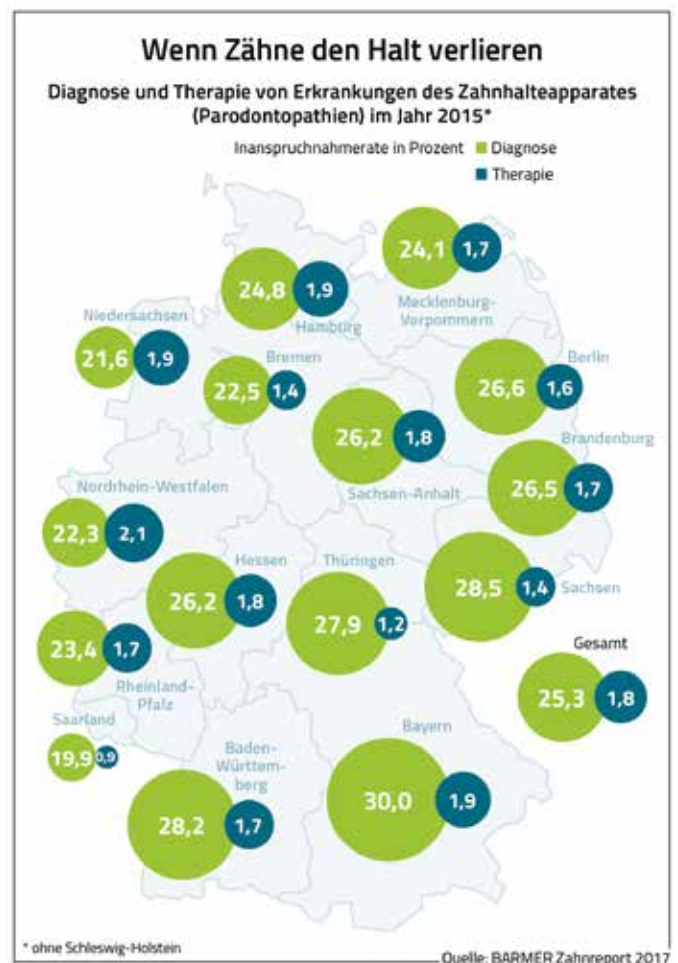 Wenn Zähne den Halt verlieren
Diagnose und Therapie von Erkrankungen des Zahnhalteapparates
(Parodontopathien) im Jahr 2015*
Inanspruchnahmerate in Prozent Diagnose
Therapie
24,1 1,7
Mecklenburg-
Vorpommern
24,8 1,9
Hamburg
Niedersachsen
21,6 1,9
Bremen
22,5 1,4
Berlin
26,6 1,6
26,2 1,8
Sachsen-Anhalt
Brandenburg
26,5 1,7
Nordrhein-Westfalen
22,3 2,1
Hessen
26,2 1,8
Thüringen
27,9 1,2
28,5 1,4 Sachsen
23,4 1,7
Rheinland-
Pfalz
Gesamt
25,3 1,8
Saarland
19,9 0,9
Baden-
Württem-
berg
28,2 1,7
Bayern
30,0 1,9
* ohne Schleswig-Holstein
Quelle: BARMER Zahnreport 2017